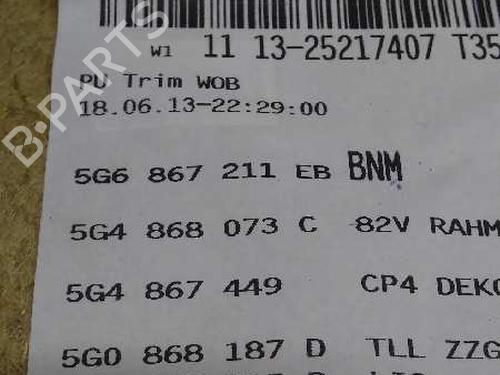 W1 11 13-25217407 T35
PU Trim WOB
18.06.13-22:29:00
5G6 867 211 EB BNM
5G4 868 073 C 82V RAHM
5G4 867 449 CP4 DEKO
5G0 868 187 D TLL ZZG
B-PARTS